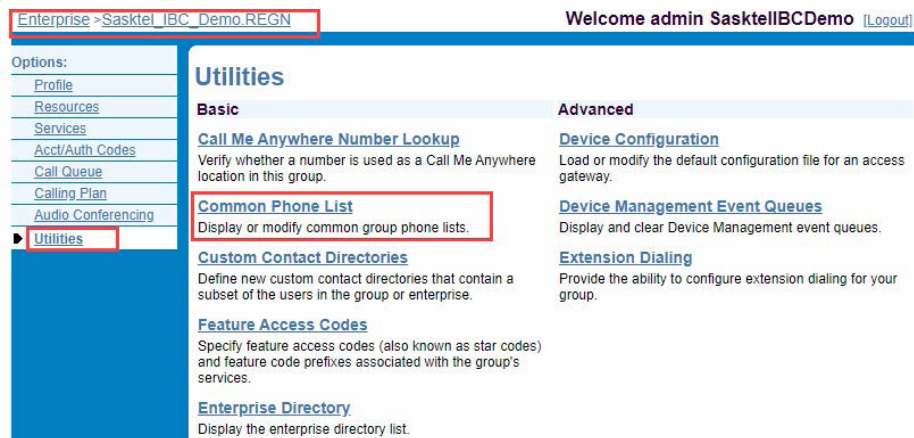 Enterprise >Sasktel_IBC_Demo.REGN
Welcome admin SasktelIBCDemo [Logout]
Options:
Profile
Resources
Services
Acct/Auth Codes
Call Queue
Calling Plan
Audio Conferencing
Utilities
Utilities
Basic
Call Me Anywhere Number Lookup
Verify whether a number is used as a Call Me Anywhere
location in this group.
Common Phone List
Display or modify common group phone lists.
Custom Contact Directories
Define new custom contact directories that contain a
subset of the users in the group or enterprise.
Feature Access Codes
Specify feature access codes (also known as star codes)
and feature code prefixes associated with the group's
services.
Enterprise Directory
Display the enterprise directory list.
Advanced
Device Configuration
Load or modify the default configuration file for an access
gateway.
Device Management Event Queues
Display and clear Device Management event queues.
Extension Dialing
Provide the ability to configure extension dialing for your
group.